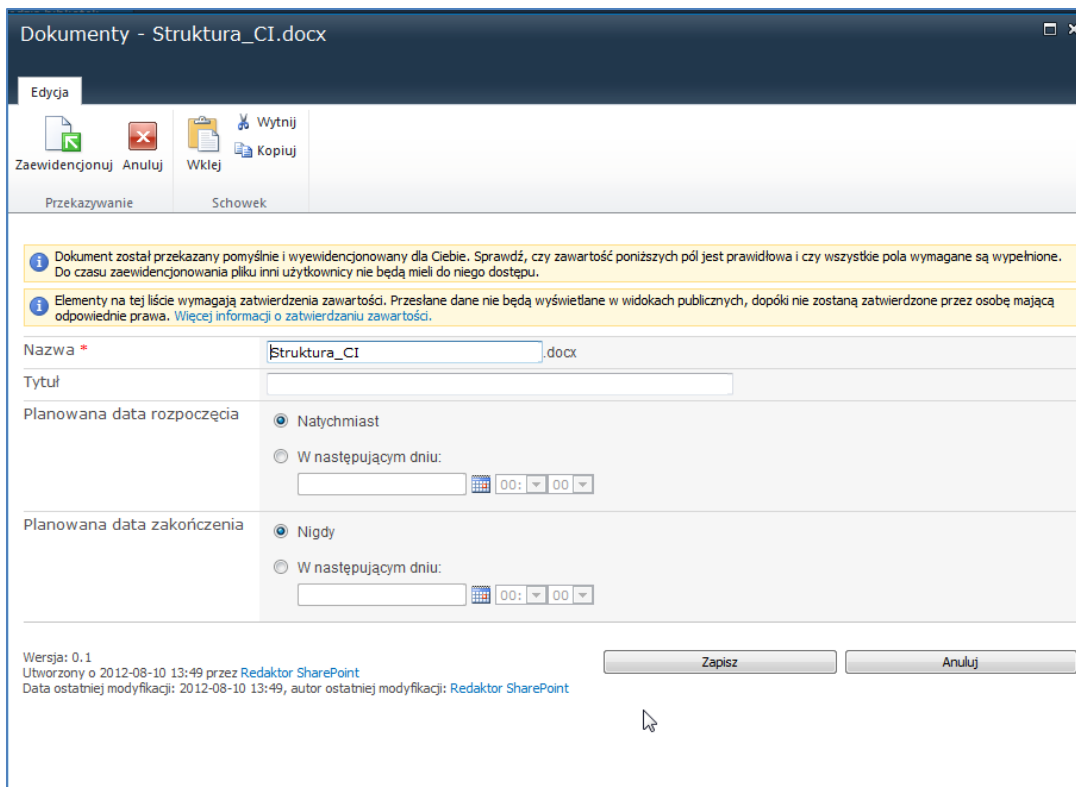 Dokumenty - Struktura_CI.docx
Edycja
Zaewidencjonuj Anuluj
Wklej
Wytnij
Kopiuj
Przekazywanie
Schowek
Dokument został przekazany pomyślnie i wyewidencjonowany dla Ciebie. Sprawdź, czy zawartość poniższych pól jest prawidłowa i czy wszystkie pola wymagane są wypełnione.
Do czasu zaewidencjonowania pliku inni użytkownicy nie będą mieli do niego dostępu.
Elementy na tej liście wymagają zatwierdzenia zawartości. Przesłane dane nie będą wyświetlane w widokach publicznych, dopóki nie zostaną zatwierdzone przez osobę mającą
odpowiednie prawa. Więcej informacji o zatwierdzaniu zawartości.
Nazwa *
Struktura_CI .docx
Tytuł
Planowana data rozpoczęcia
Natychmiast
W następującym dniu:
00: 00
Planowana data zakończenia
Nigdy
W następującym dniu:
00: 00
Wersja: 0.1
Utworzony o 2012-08-10 13:49 przez Redaktor SharePoint
Data ostatniej modyfikacji: 2012-08-10 13:49, autor ostatniej modyfikacji: Redaktor SharePoint
Zapisz
Anuluj